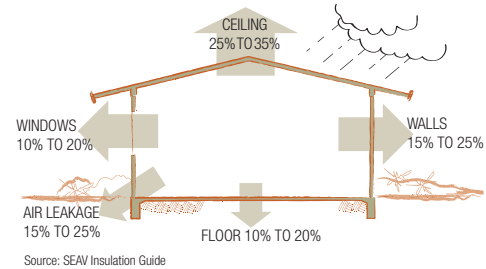 CEILING
25% TO 35%
WINDOWS
10% TO 20%
WALLS
15% TO 25%
AIR LEAKAGE
15% TO 25%
FLOOR 10% TO 20%
Source: SEAV Insulation Guide